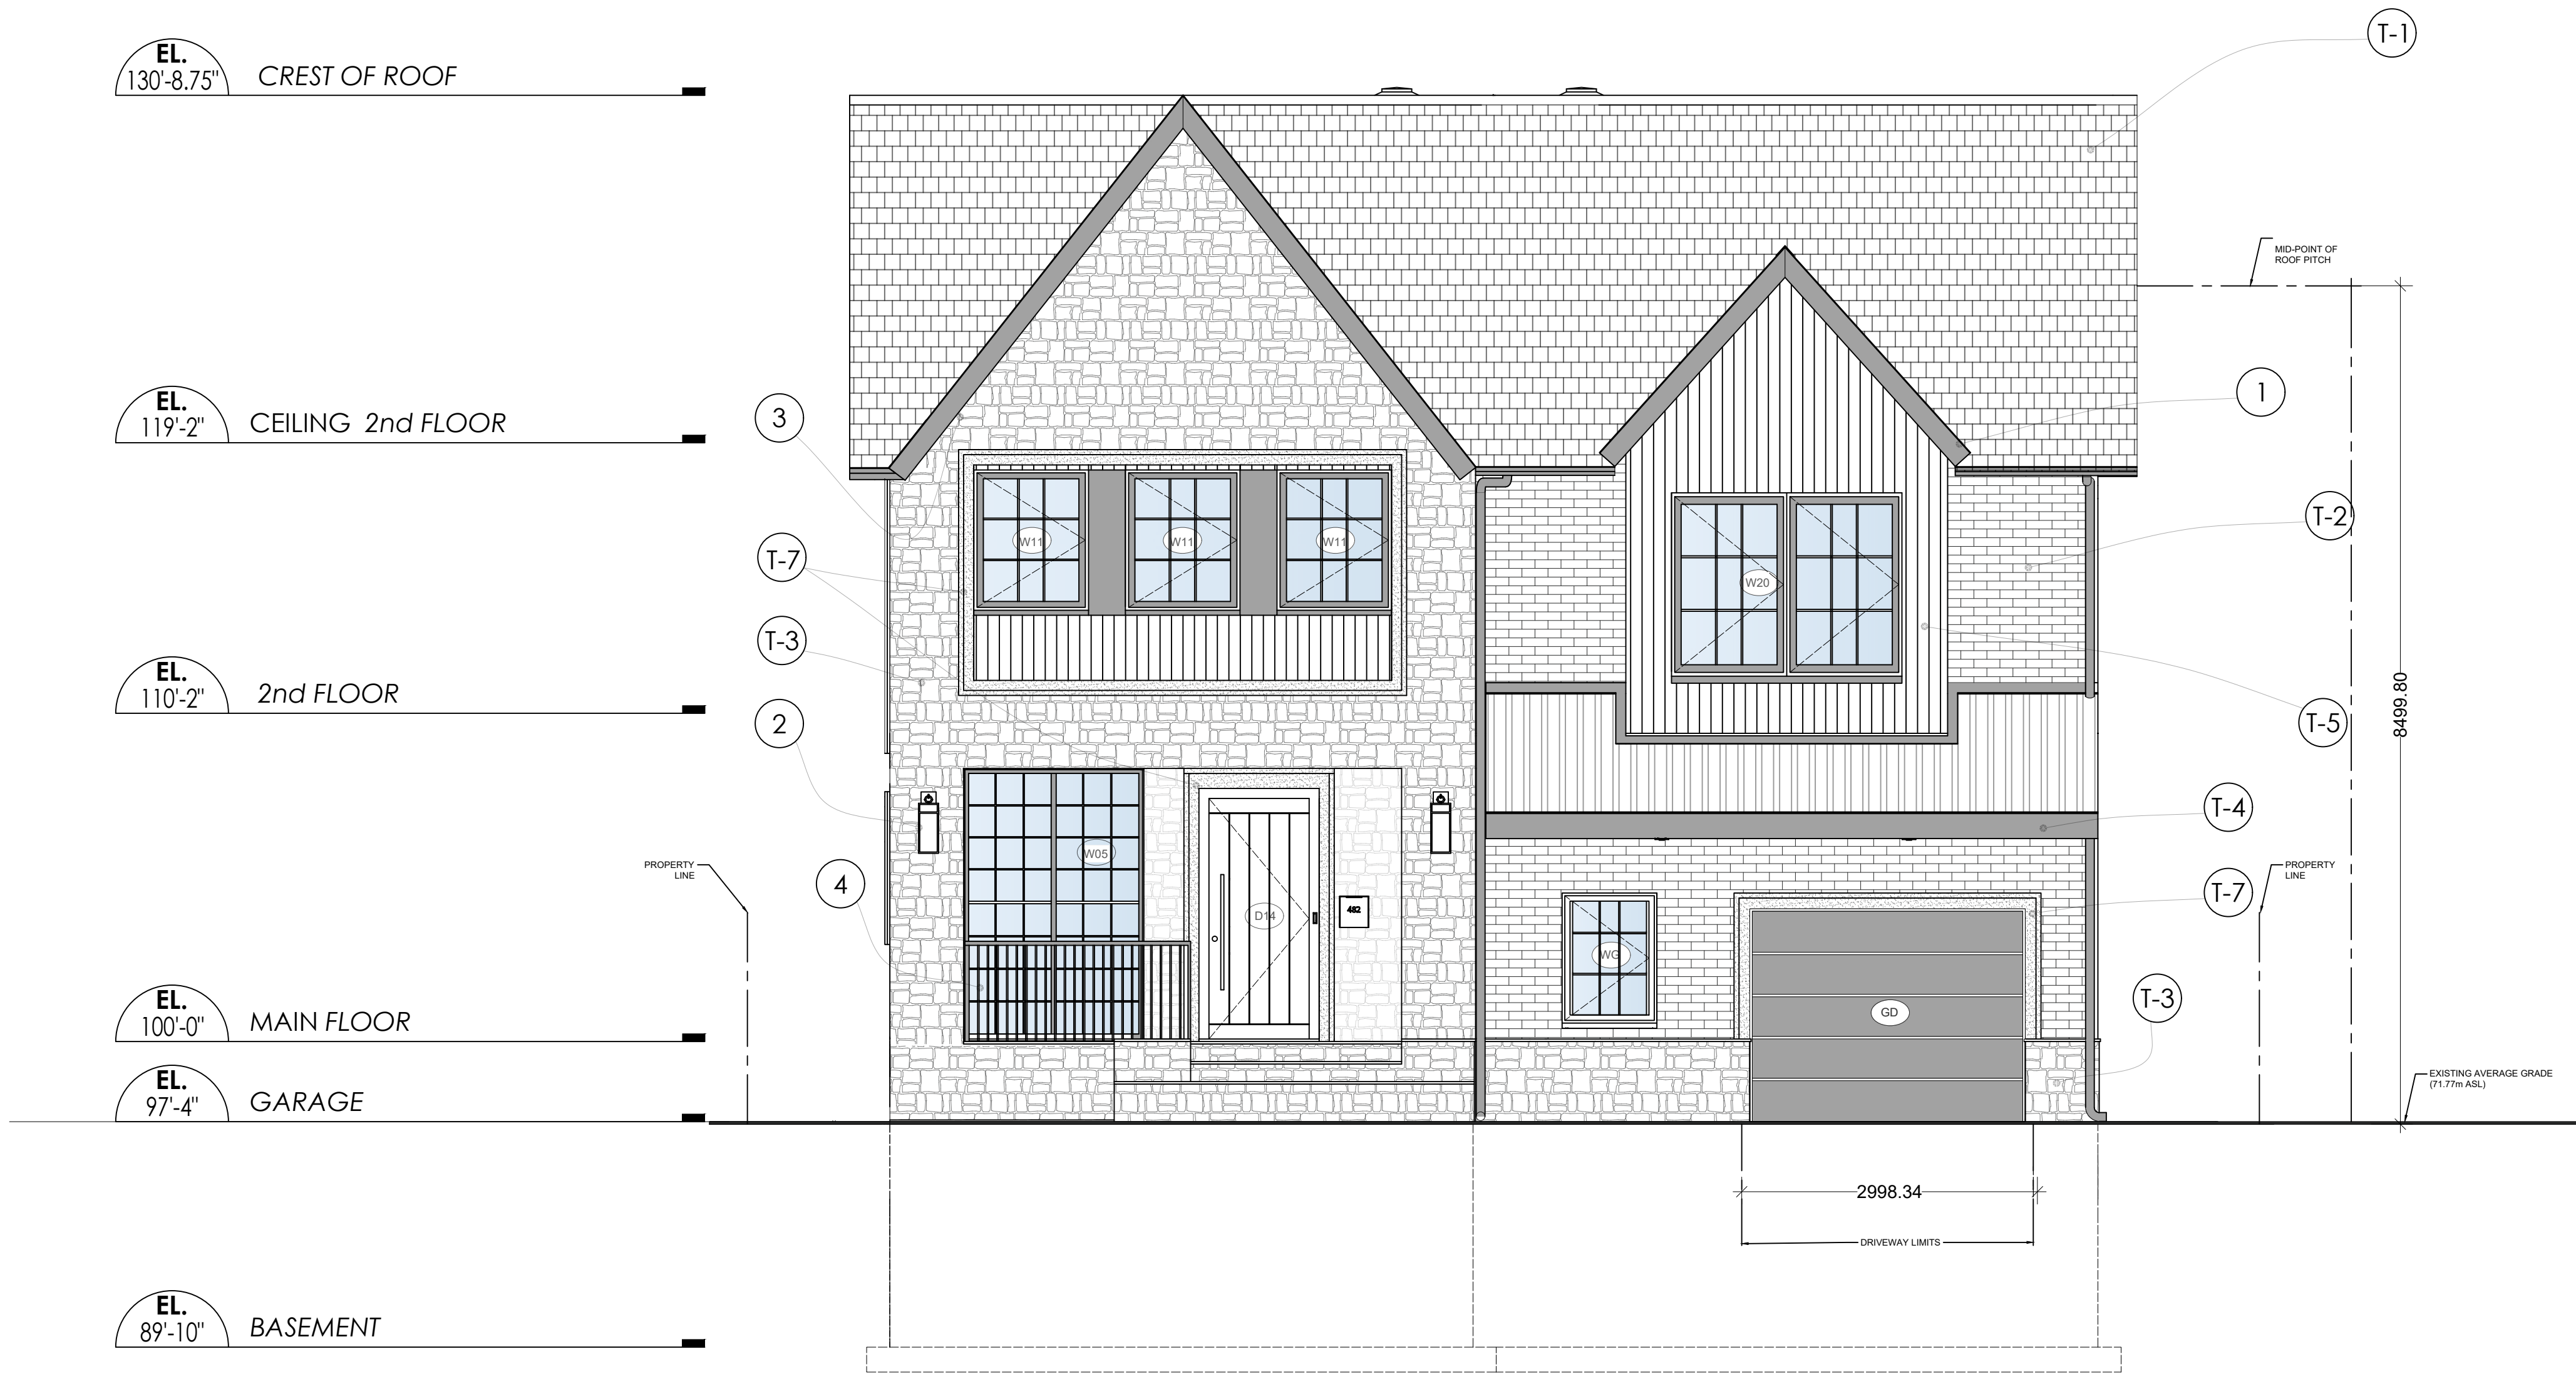 T-1
EL.
130'-8.75" CREST OF ROOF
MID-POINT OF
ROOF PITCH
1
EL.
119'-2" CEILING 2nd FLOOR
3
T-2
W11 W11 W11
T-7
W20
T-3
EL.
110'-2" 2nd FLOOR
8499.80
2
T-5
T-4
W05
PROPERTY
LINE
PROPERTY
LINE
4
T-7
482
D14
WG
T-3
GD
EL.
100'-0" MAIN FLOOR
EL.
97'-4" GARAGE
EXISTING AVERAGE GRADE
(71.77m ASL)
2998.34
DRIVEWAY LIMITS
EL.
89'-10" BASEMENT